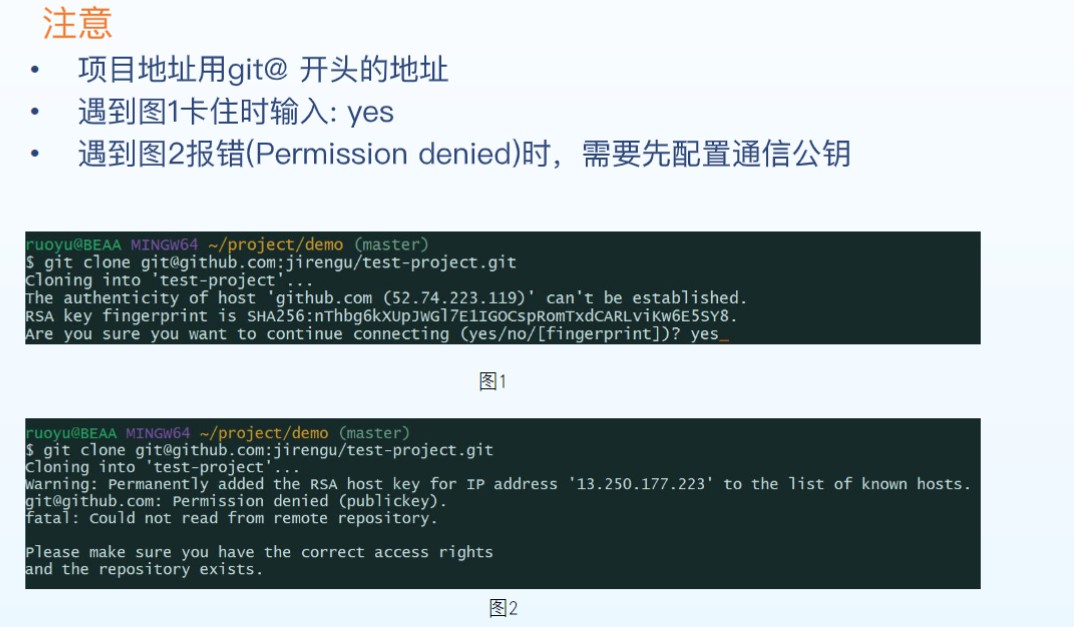 注意
• 项目地址用git@ 开头的地址
• 遇到图1卡住时输入: yes
• 遇到图2报错(Permission denied)时，需要先配置通信公钥
ruoyu@BEAA MINGW64 ~/project/demo (master)
$ git clone git@github.com:jirengu/test-project.git
Cloning into 'test-project'...
The authenticity of host 'github.com (52.74.223.119)' can't be established.
RSA key fingerprint is SHA256:nThbg6kXUpJWGl7E1IGOCspRomTxdCARLviKw6E5SY8.
Are you sure you want to continue connecting (yes/no/[fingerprint])? yes_
图1
ruoyu@BEAA MINGW64 ~/project/demo (master)
$ git clone git@github.com:jirengu/test-project.git
Cloning into 'test-project'...
Warning: Permanently added the RSA host key for IP address '13.250.177.223' to the list of known hosts.
git@github.com: Permission denied (publickey).
fatal: Could not read from remote repository.
Please make sure you have the correct access rights
and the repository exists.
图2